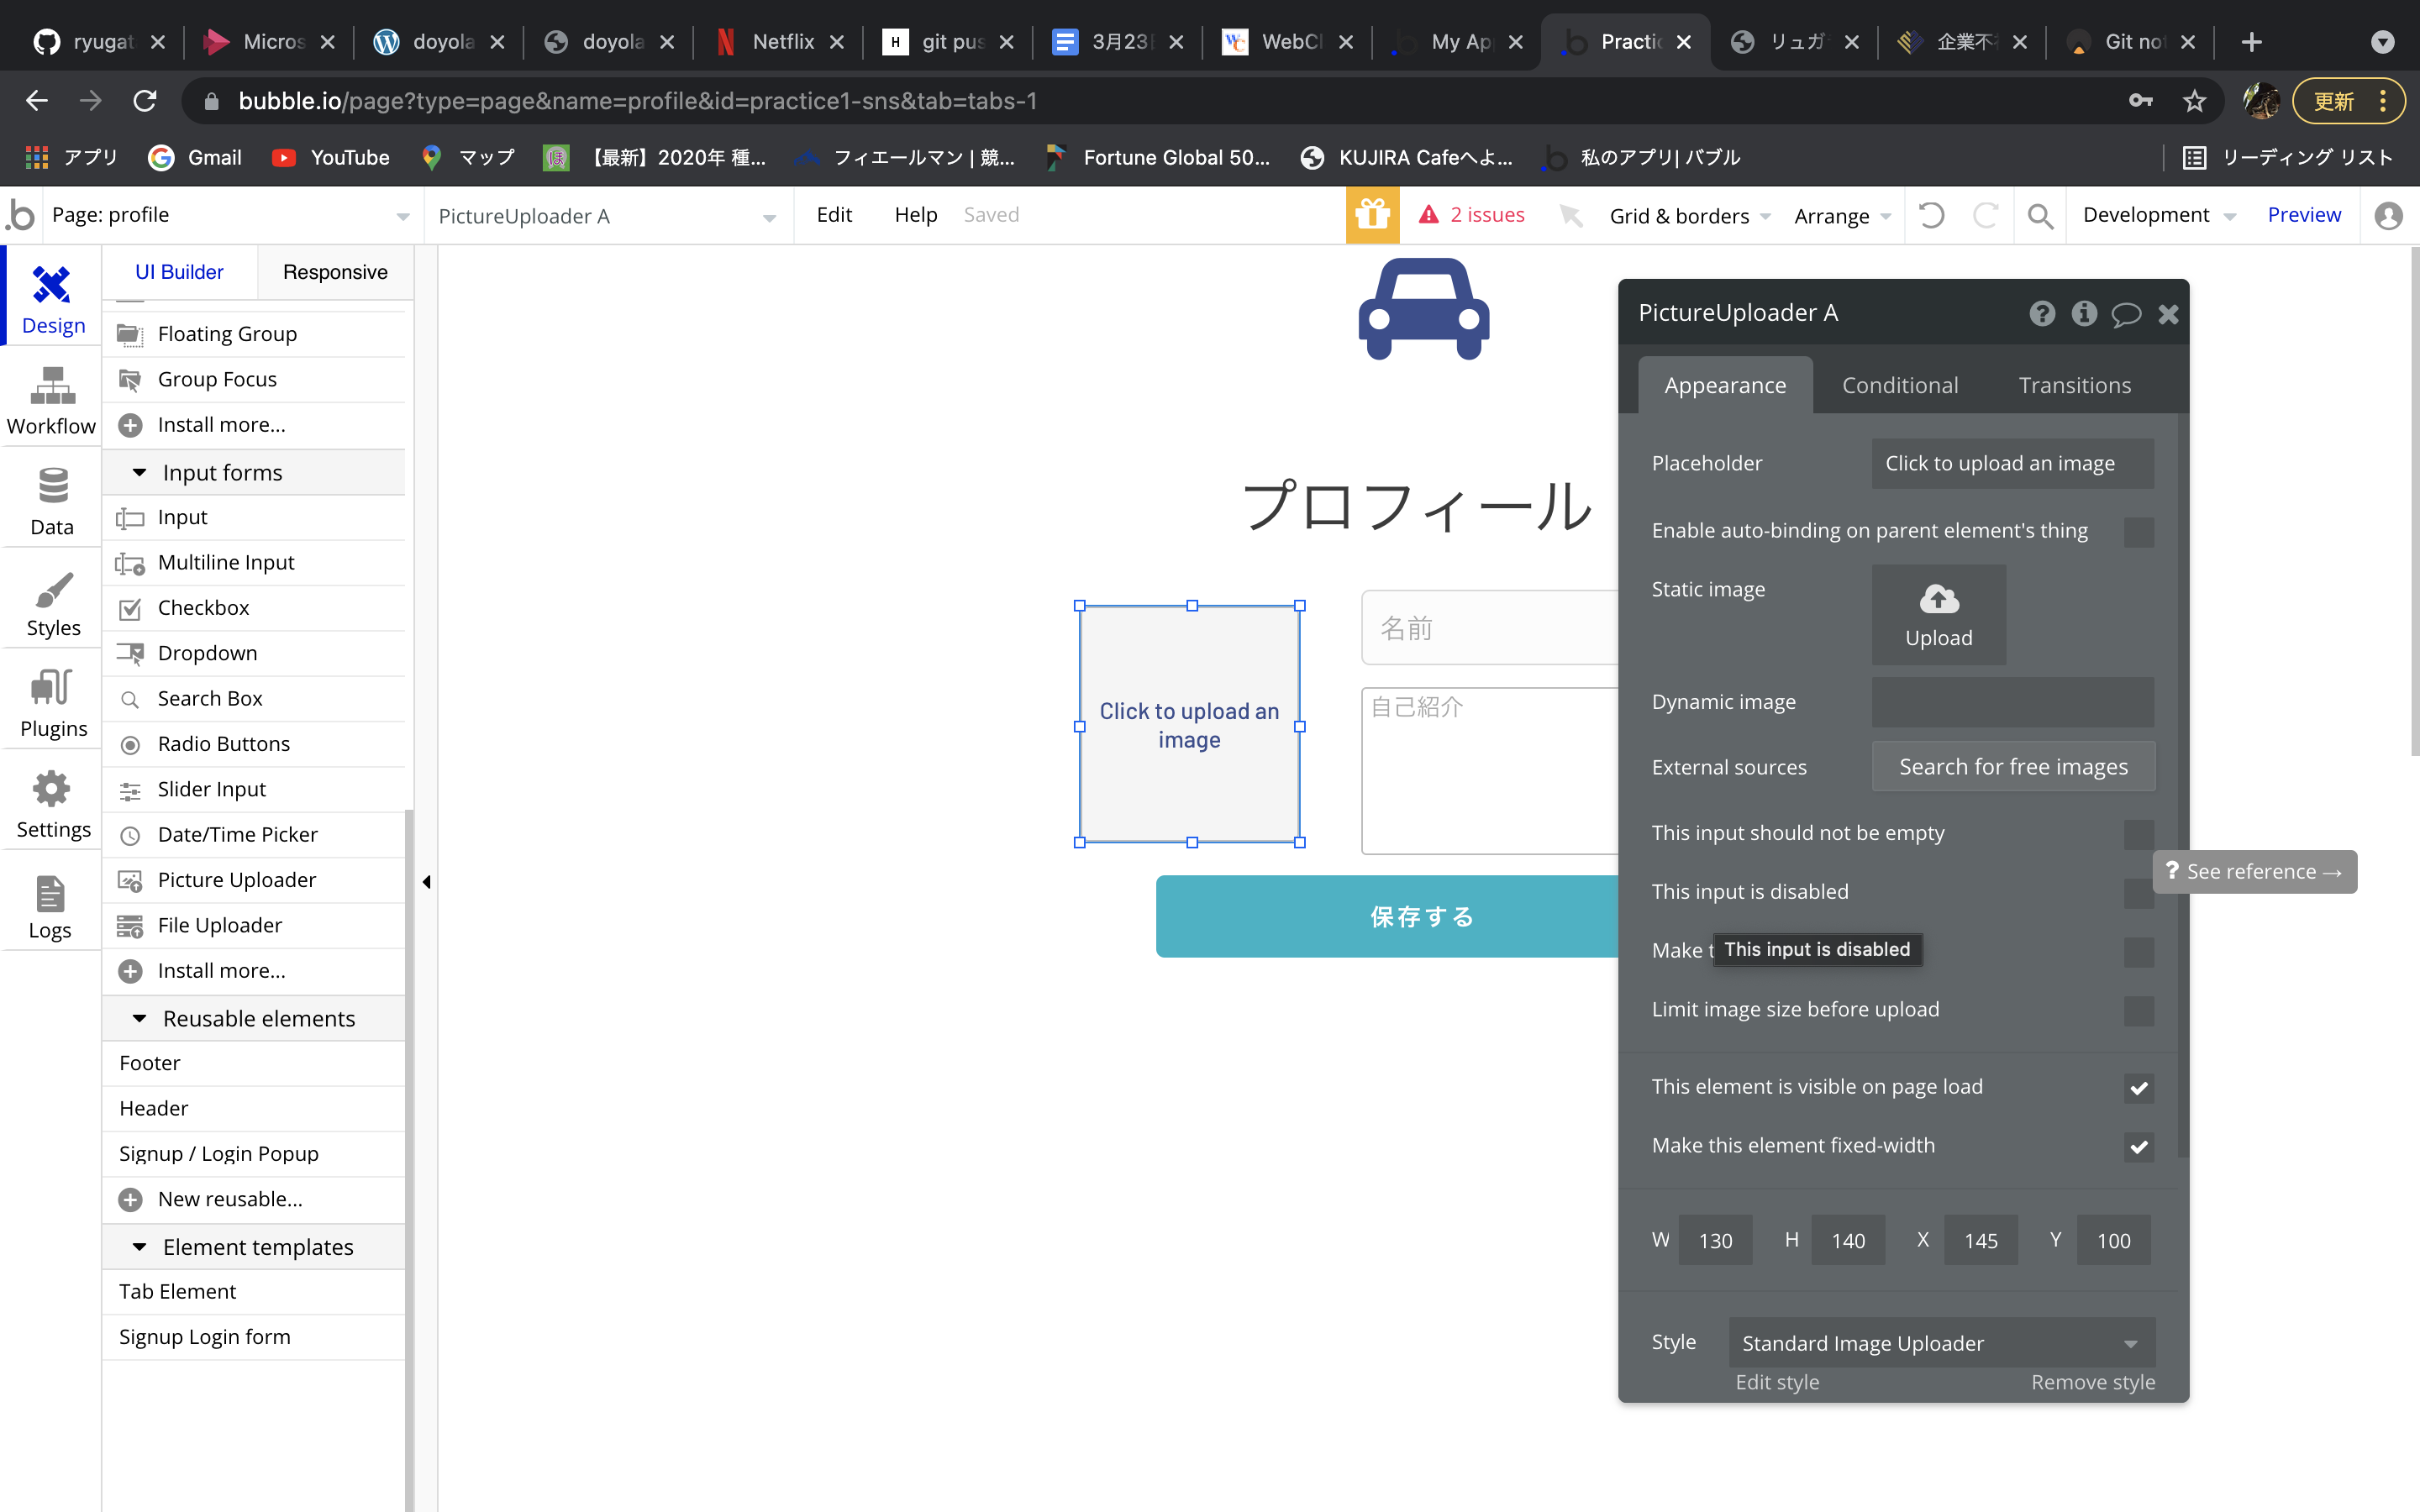 ryugat
Micros
doyola
doyola
Netflix
git pus
3月23日
WebCl
My Ap
Practic
リュガ
企業不
Git not
bubble.io/page?type=page&name=profile&id=practice1-sns&tab=tabs-1
更新
アプリ
Gmail
YouTube
マップ
【最新】2020年 種...
フィエールマン | 競...
Fortune Global 50...
KUJIRA Cafeへよ...
私のアプリ| バブル
リーディング リスト
Page: profile
PictureUploader A
Edit
Help
Saved
2 issues
Grid & borders
Arrange
Development
Preview
Design
Workflow
Data
Styles
Plugins
Settings
Logs
UI Builder
Responsive
Floating Group
Group Focus
Install more...
Input forms
Input
Multiline Input
Checkbox
Dropdown
Search Box
Radio Buttons
Slider Input
Date/Time Picker
Picture Uploader
File Uploader
Install more...
Reusable elements
Footer
Header
Signup / Login Popup
New reusable...
Element templates
Tab Element
Signup Login form
プロフィール
Click to upload an
image
名前
自己紹介
保存する
PictureUploader A
Appearance
Conditional
Transitions
Placeholder
Click to upload an image
Enable auto-binding on parent element's thing
Static image
Upload
Dynamic image
External sources
Search for free images
This input should not be empty
? See reference →
This input is disabled
Make t
This input is disabled
Limit image size before upload
This element is visible on page load
Make this element fixed-width
W 130 H 140 X 145 Y 100
Style
Standard Image Uploader
Edit style
Remove style